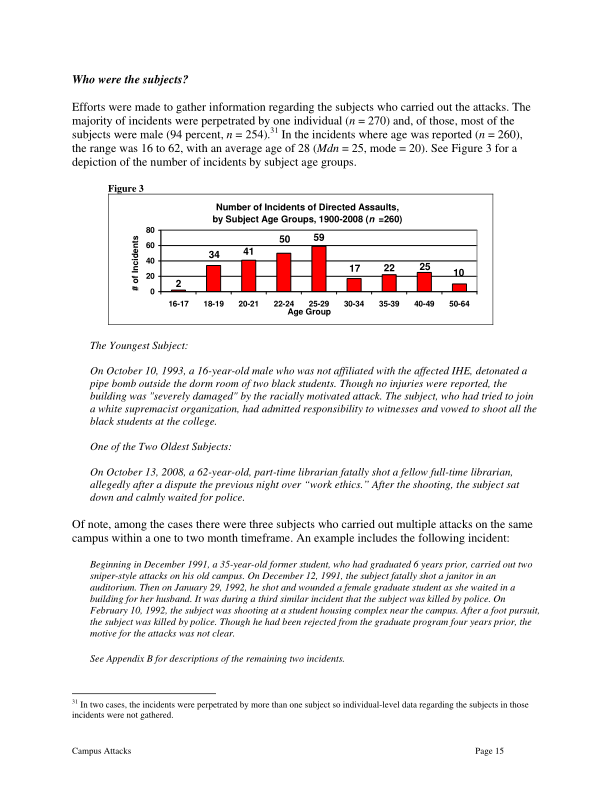 Who were the subjects?
Efforts were made to gather information regarding the subjects who carried out the attacks. The
majority of incidents were perpetrated by one individual (n = 270) and, of those, most of the
subjects were male (94 percent, n = 254).31 In the incidents where age was reported (n = 260),
the range was 16 to 62, with an average age of 28 (Mdn = 25, mode = 20). See Figure 3 for a
depiction of the number of incidents by subject age groups.
Figure 3
Number of Incidents of Directed Assaults,
by Subject Age Groups, 1900-2008 (n =260)
# of Incidents
80
60
40
20
0
2
34
41
50
59
17
22
25
10
16-17 18-19 20-21 22-24 25-29 30-34 35-39 40-49 50-64
Age Group
The Youngest Subject:
On October 10, 1993, a 16-year-old male who was not affiliated with the affected IHE, detonated a
pipe bomb outside the dorm room of two black students. Though no injuries were reported, the
building was "severely damaged" by the racially motivated attack. The subject, who had tried to join
a white supremacist organization, had admitted responsibility to witnesses and vowed to shoot all the
black students at the college.
One of the Two Oldest Subjects:
On October 13, 2008, a 62-year-old, part-time librarian fatally shot a fellow full-time librarian,
allegedly after a dispute the previous night over “work ethics.” After the shooting, the subject sat
down and calmly waited for police.
Of note, among the cases there were three subjects who carried out multiple attacks on the same
campus within a one to two month timeframe. An example includes the following incident:
Beginning in December 1991, a 35-year-old former student, who had graduated 6 years prior, carried out two
sniper-style attacks on his old campus. On December 12, 1991, the subject fatally shot a janitor in an
auditorium. Then on January 29, 1992, he shot and wounded a female graduate student as she waited in a
building for her husband. It was during a third similar incident that the subject was killed by police. On
February 10, 1992, the subject was shooting at a student housing complex near the campus. After a foot pursuit,
the subject was killed by police. Though he had been rejected from the graduate program four years prior, the
motive for the attacks was not clear.
See Appendix B for descriptions of the remaining two incidents.
31 In two cases, the incidents were perpetrated by more than one subject so individual-level data regarding the subjects in those
incidents were not gathered.
Campus Attacks Page 15